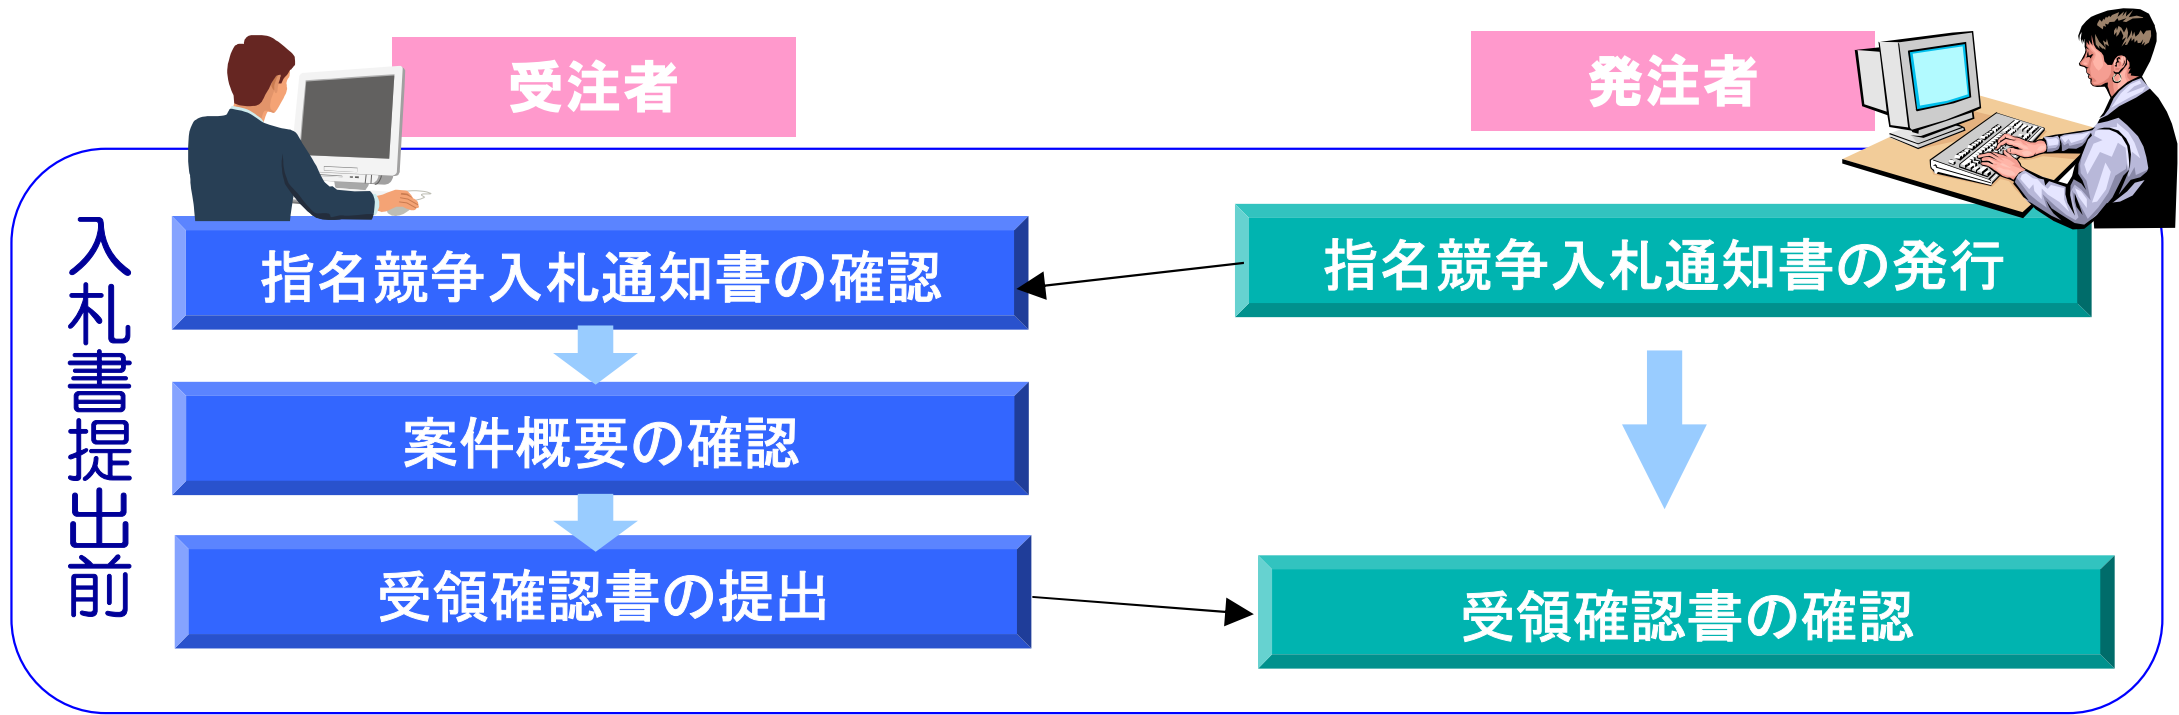 受注者
発注者
入札書提出前
指名競争入札通知書の確認
指名競争入札通知書の発行
案件概要の確認
受領確認書の提出
受領確認書の確認